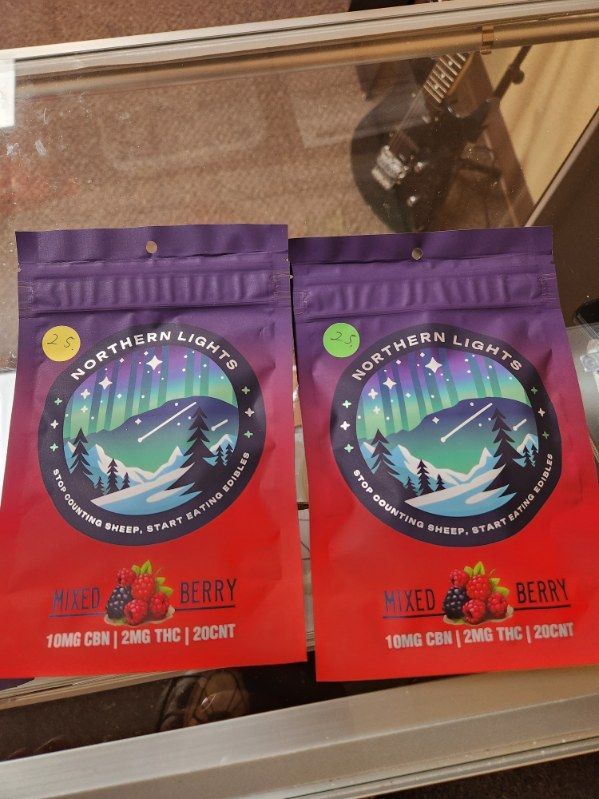 25.
NORTHERN LIGHTS
STOP COUNTING SHEEP, START EATING EDIBLES
MIXED BERRY
10MG CBN | 2MG THC | 20CNT
25.
NORTHERN LIGHTS
STOP COUNTING SHEEP, START EATING EDIBLES
MIXED BERRY
10MG CBN | 2MG THC | 20CNT